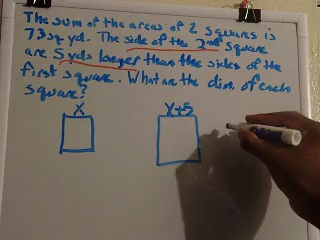 The sum of the areas of 2 squares is
73 sq yd. The side of the 2nd square
are 5 yds longer than the sides of the
first square. What are the dim. of each
square?
X X+5